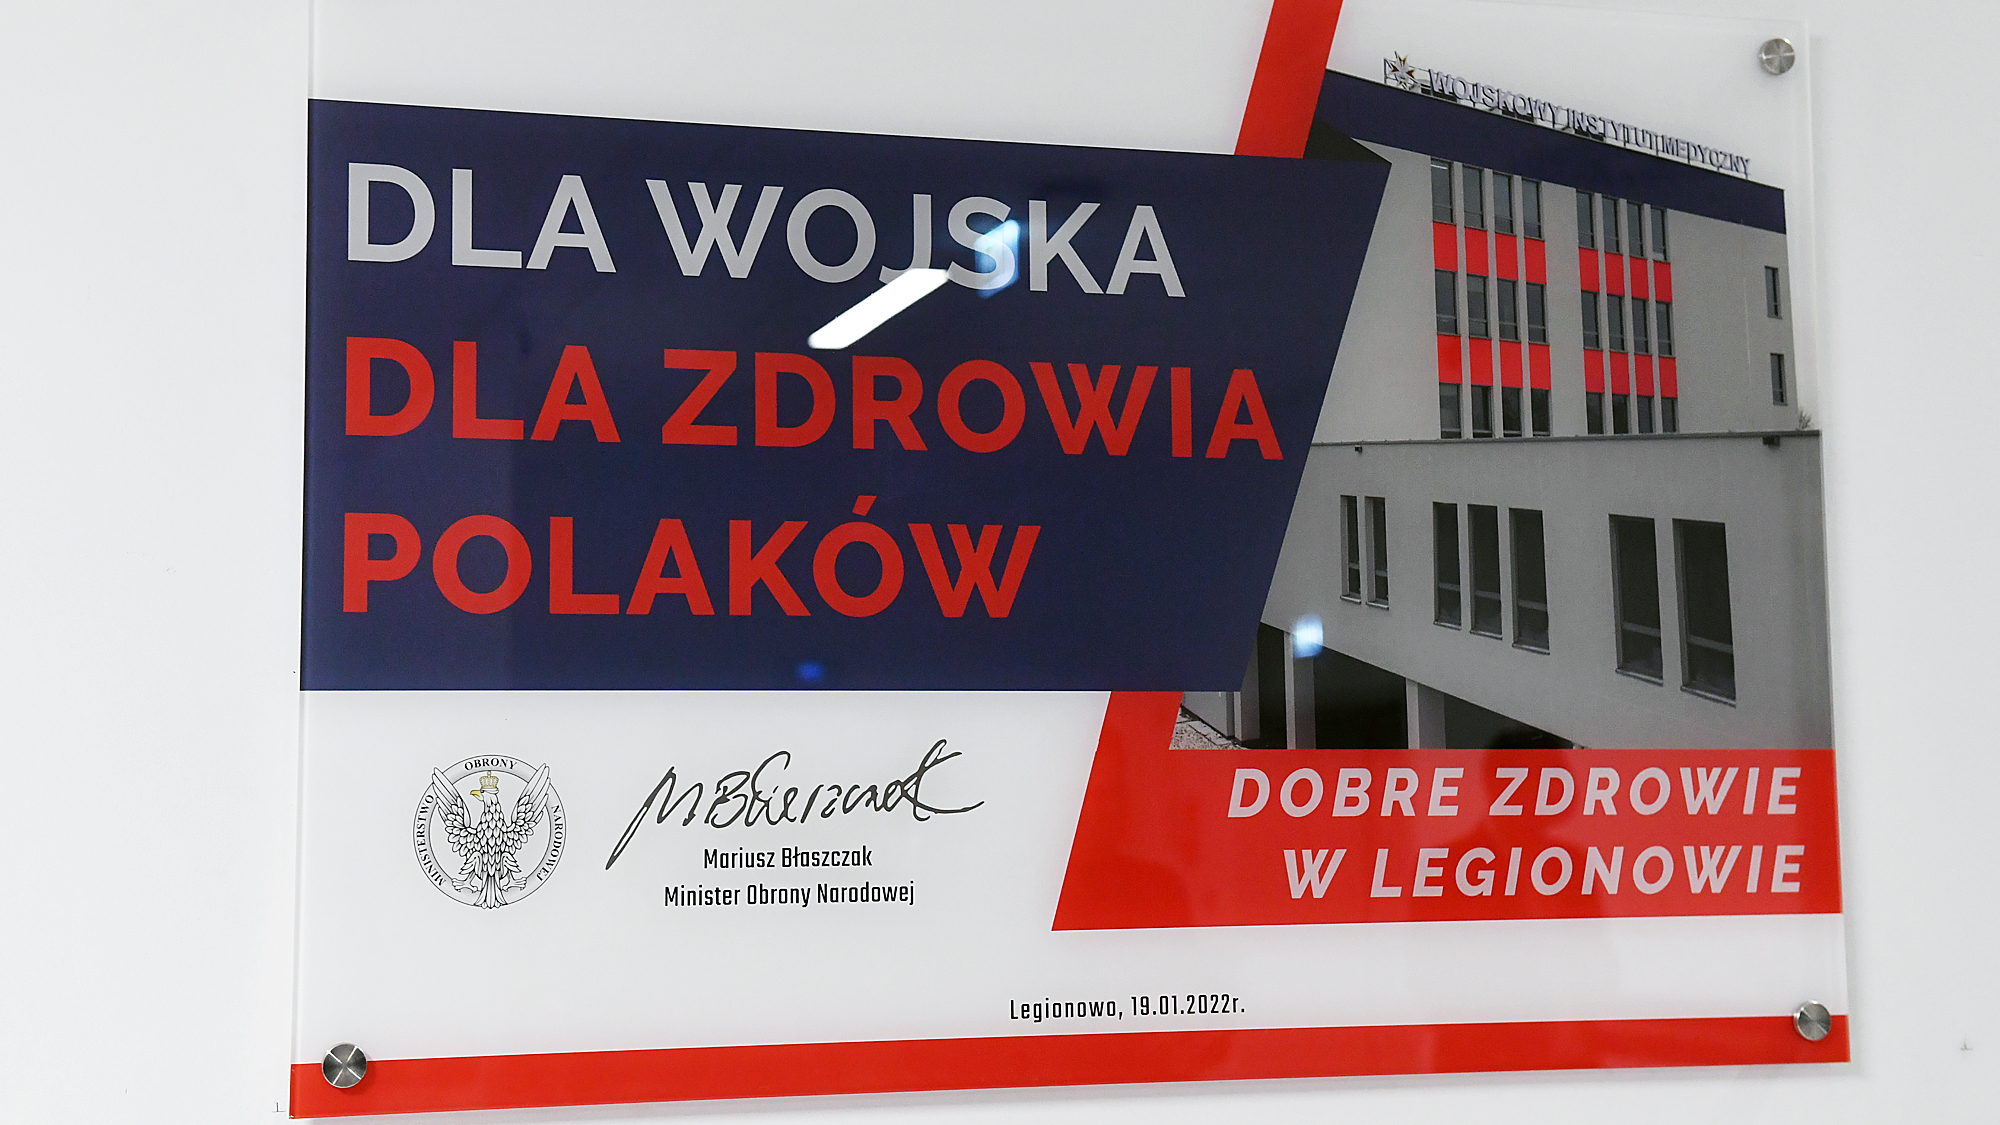 WOJSKOWY INSTYTUT MEDYCZNY
DLA WOJSKA
DLA ZDROWIA
POLAKÓW
MINISTERSTWO OBRONY NARODOWEJ
M Błaszczak
Mariusz Błaszczak
Minister Obrony Narodowej
DOBRE ZDROWIE
W LEGIONOWIE
Legionowo, 19.01.2022r.